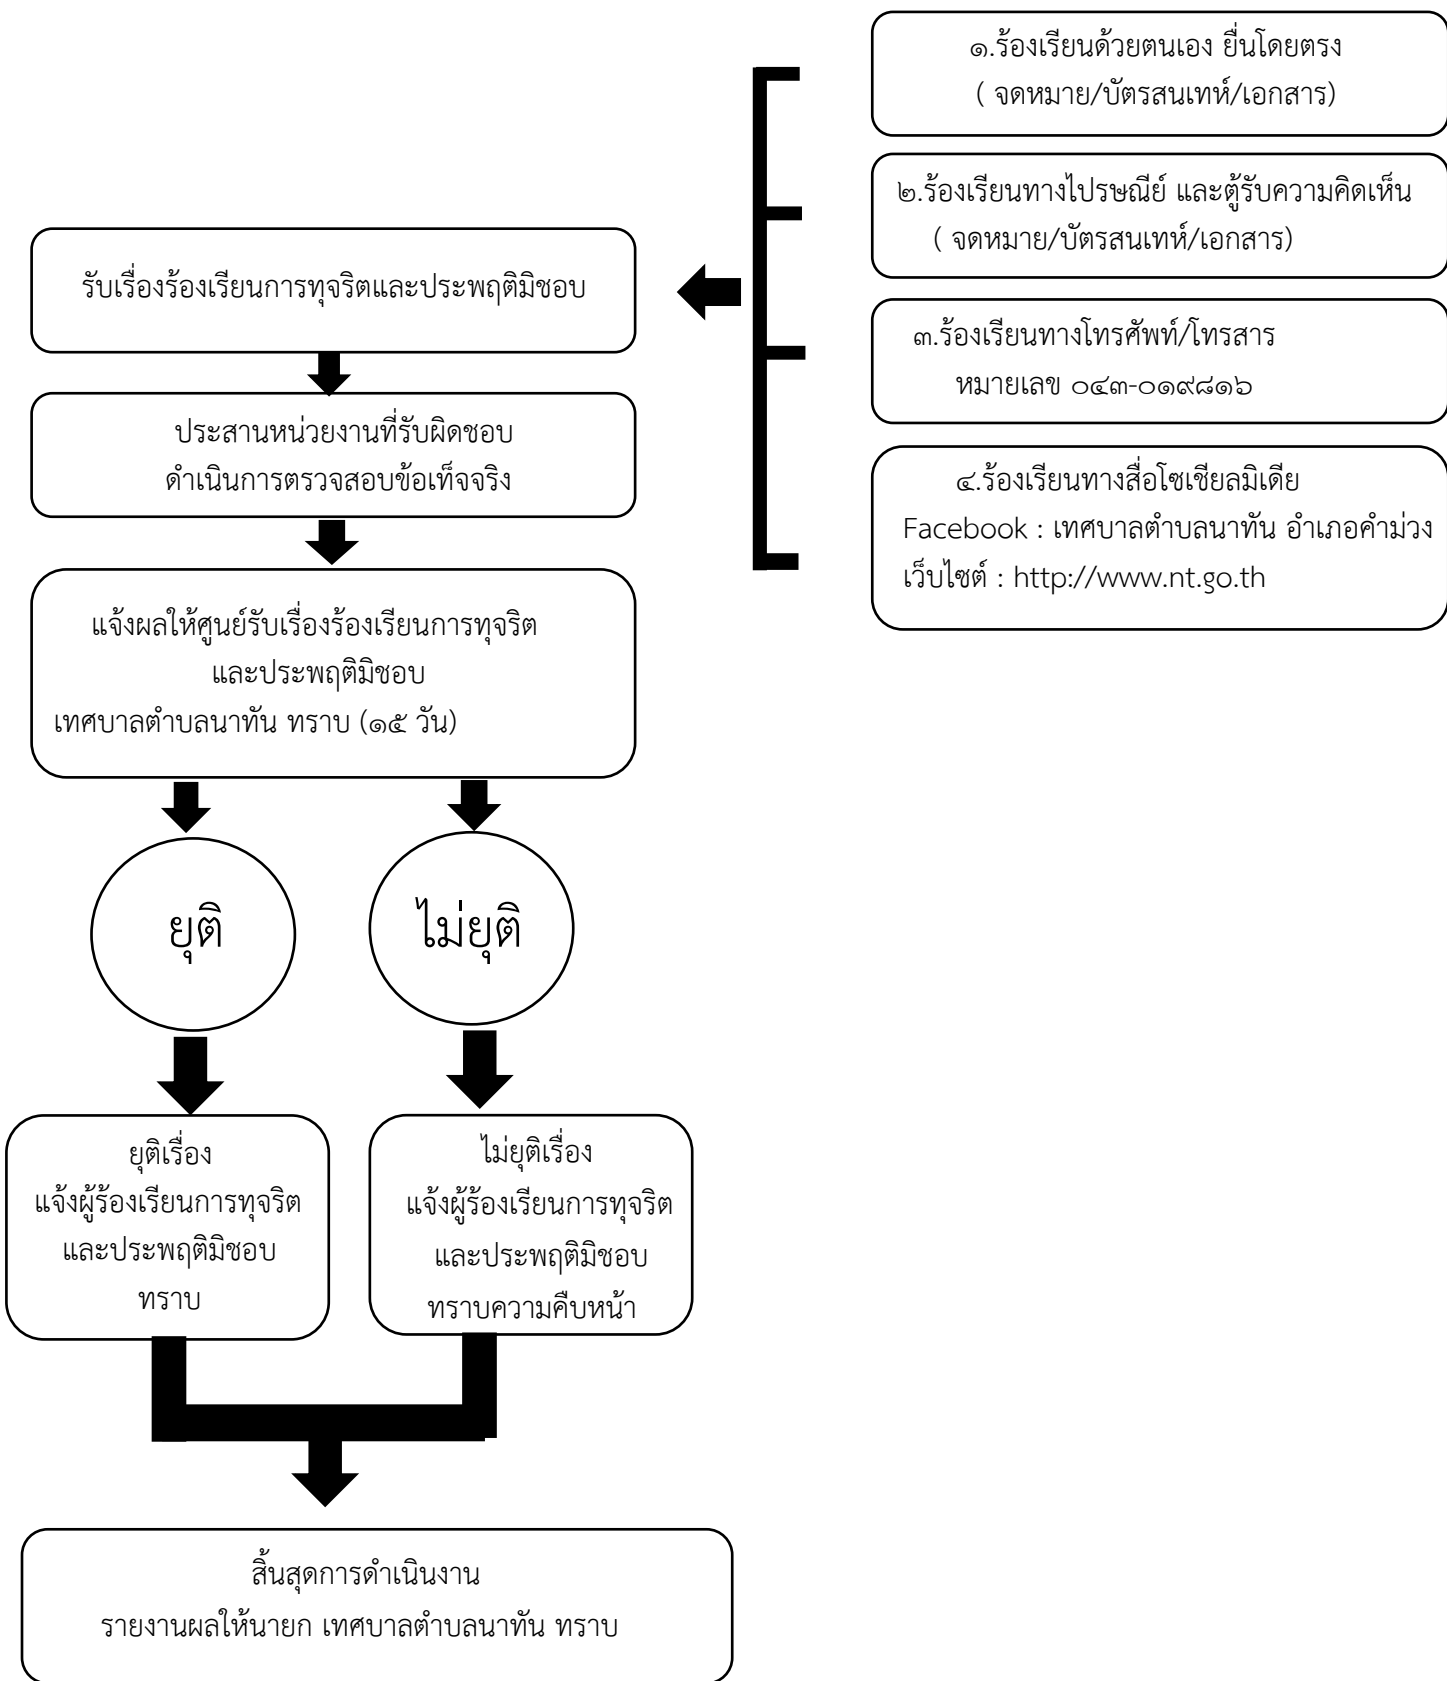 ๑.ร้องเรียนด้วยตนเอง ยื่นโดยตรง
( จดหมาย/บัตรสนเทห์/เอกสาร)
๒.ร้องเรียนทางไปรษณีย์ และตู้รับความคิดเห็น
( จดหมาย/บัตรสนเทห์/เอกสาร)
๓.ร้องเรียนทางโทรศัพท์/โทรสาร
หมายเลข ๐๔๓-๐๑๙๘๑๖
๔.ร้องเรียนทางสื่อโซเชียลมิเดีย
Facebook : เทศบาลตำบลนาทัน อำเภอคำม่วง
เว็บไซต์ : http://www.nt.go.th
รับเรื่องร้องเรียนการทุจริตและประพฤติมิชอบ
ประสานหน่วยงานที่รับผิดชอบ
ดำเนินการตรวจสอบข้อเท็จจริง
แจ้งผลให้ศูนย์รับเรื่องร้องเรียนการทุจริต
และประพฤติมิชอบ
เทศบาลตำบลนาทัน ทราบ (๑๕ วัน)
ยุติ
ไม่ยุติ
ยุติเรื่อง
แจ้งผู้ร้องเรียนการทุจริต
และประพฤติมิชอบ
ทราบ
ไม่ยุติเรื่อง
แจ้งผู้ร้องเรียนการทุจริต
และประพฤติมิชอบ
ทราบความคืบหน้า
สิ้นสุดการดำเนินงาน
รายงานผลให้นายก เทศบาลตำบลนาทัน ทราบ